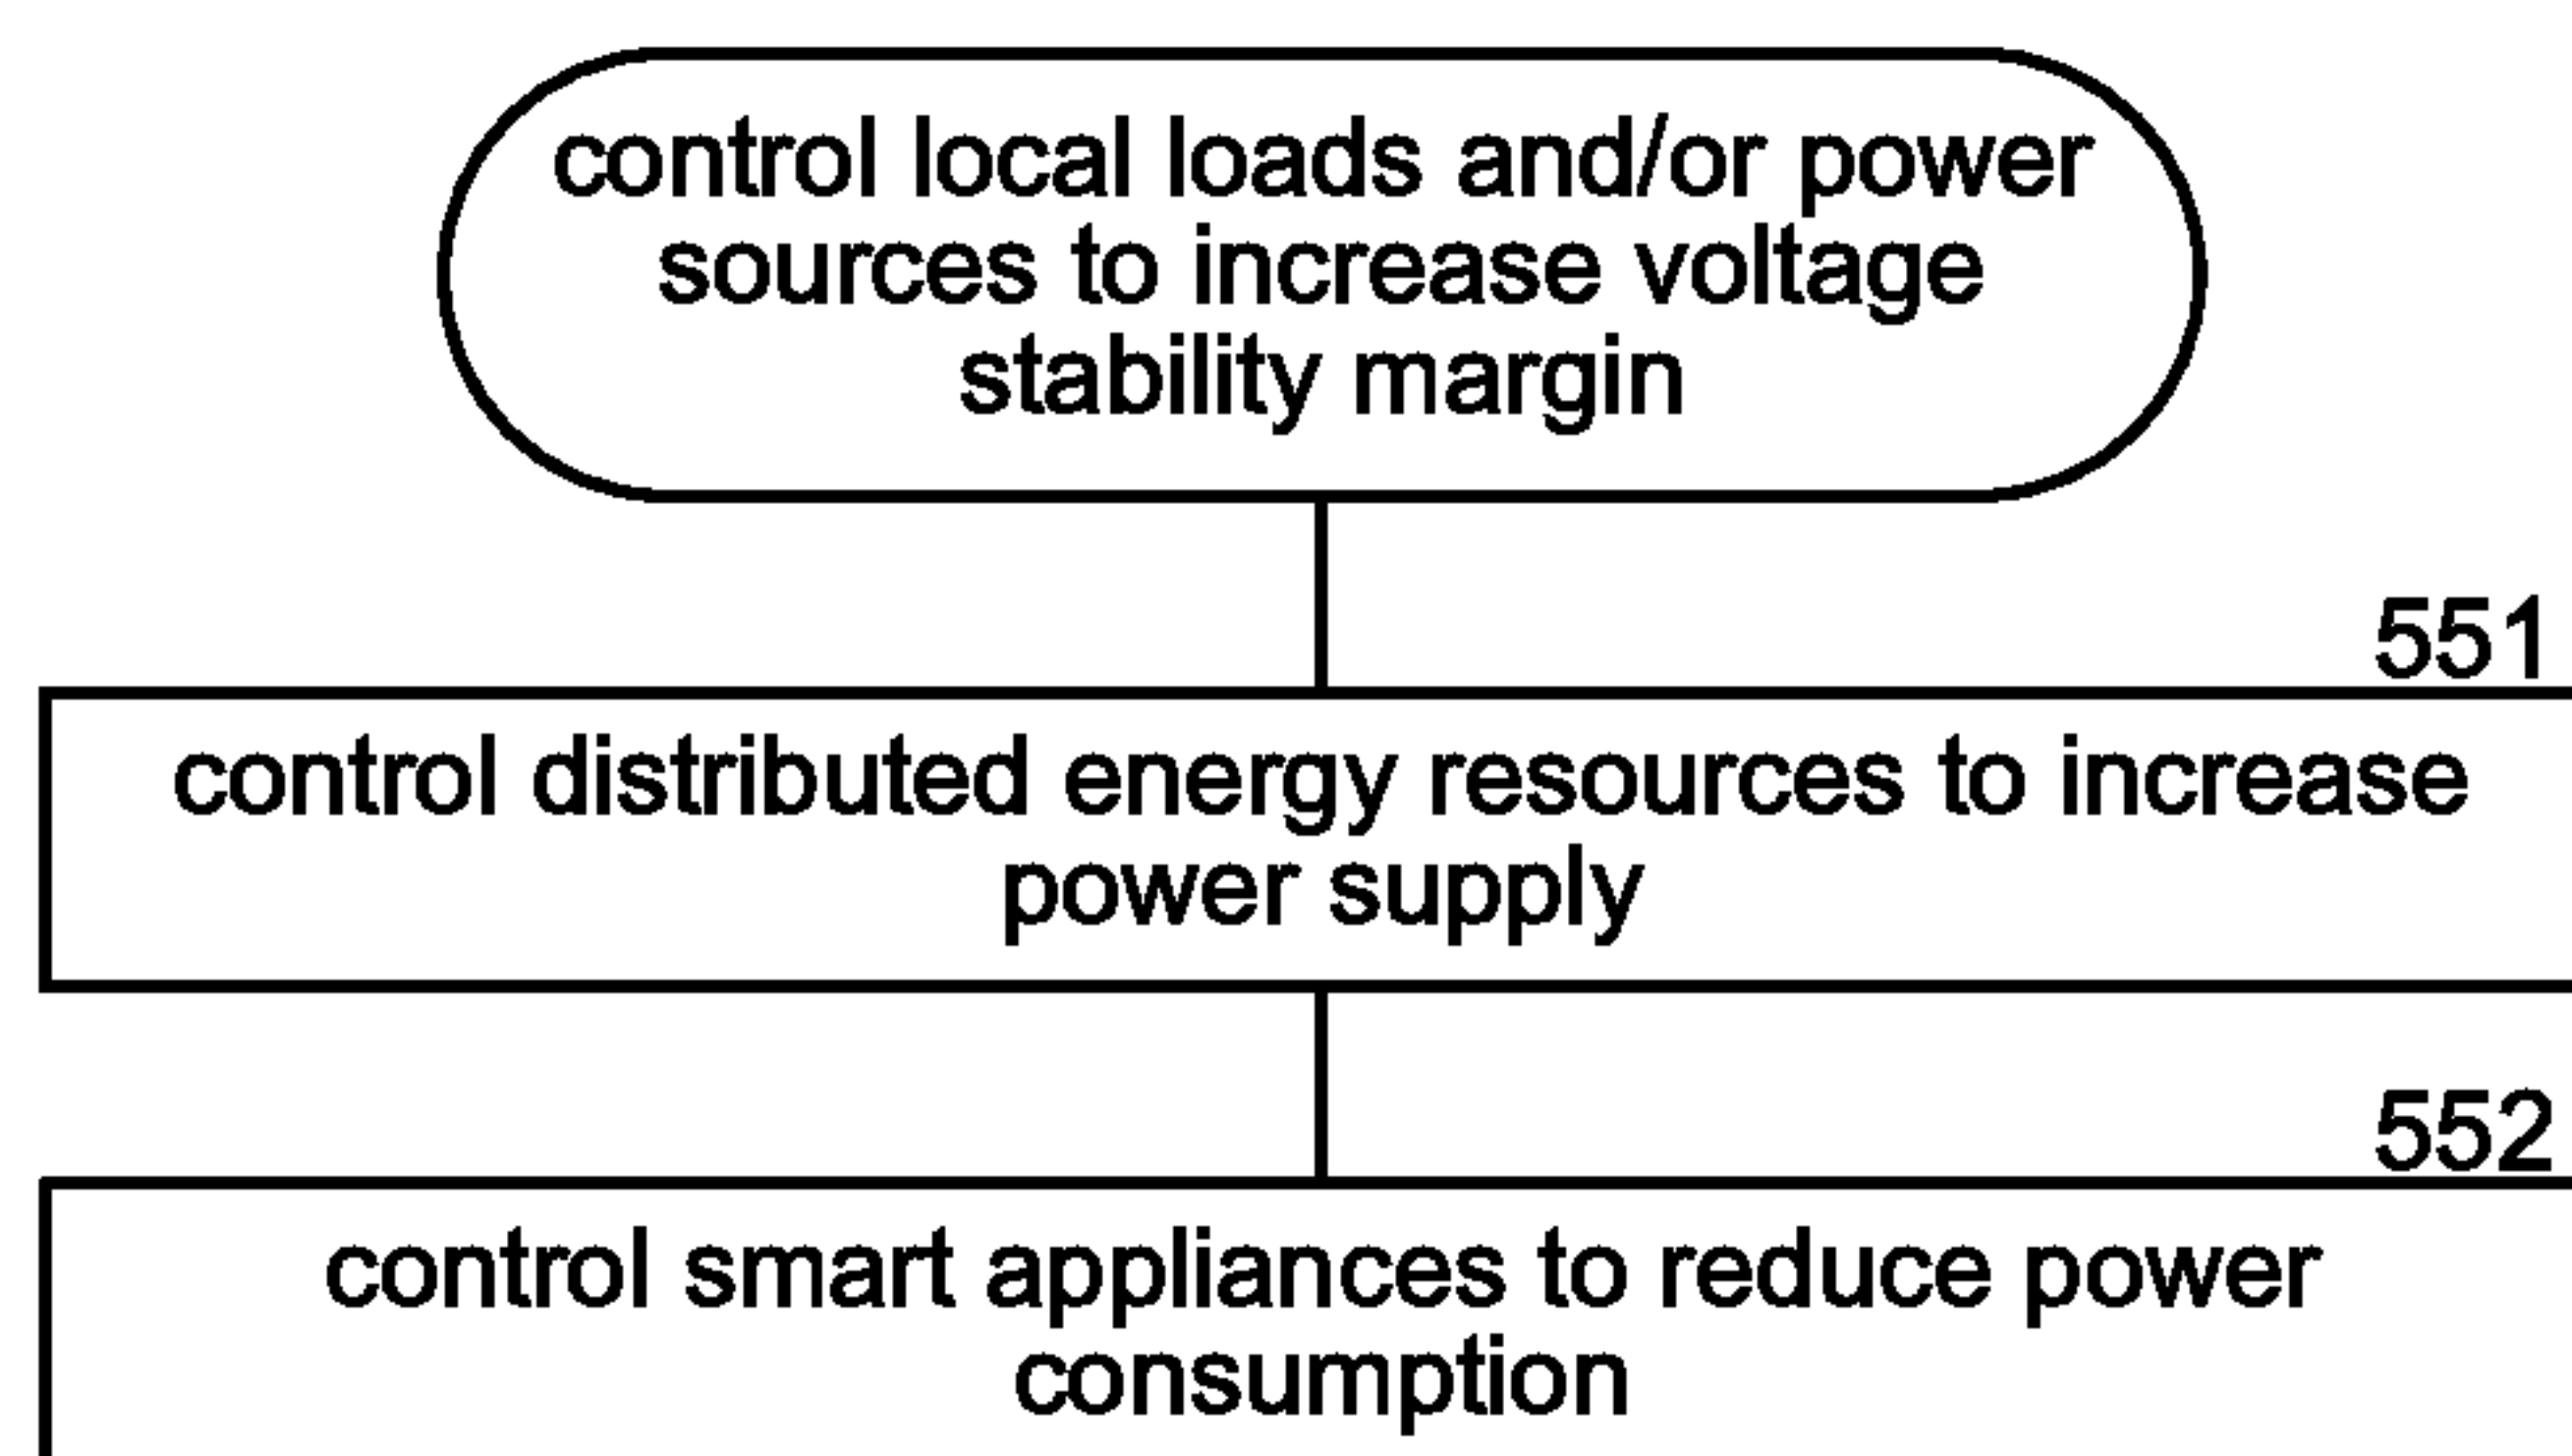 control local loads and/or power
sources to increase voltage
stability margin
551
control distributed energy resources to increase
power supply
552
control smart appliances to reduce power
consumption